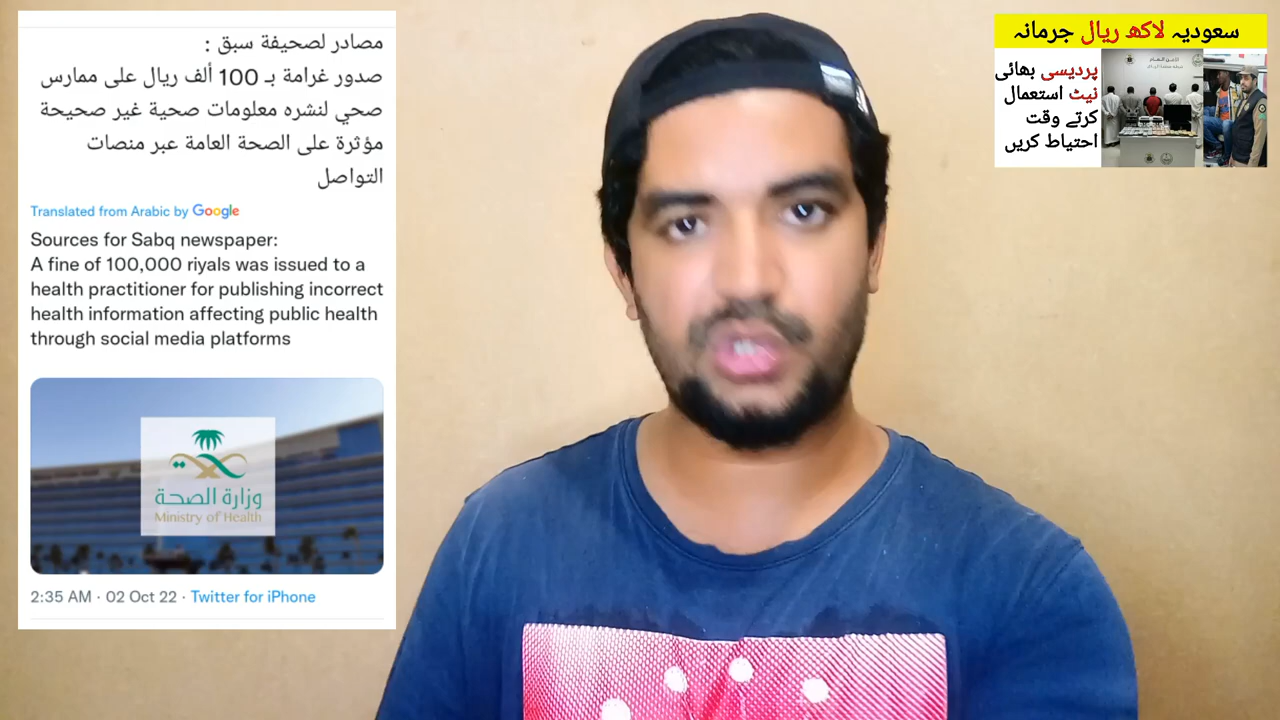 مصادر لصحيفة سبق :
صدور غرامة بـ 100 ألف ريال على ممارس
صحي لنشره معلومات صحية غير صحيحة
مؤثرة على الصحة العامة عبر منصات
التواصل
Translated from Arabic by Google
Sources for Sabq newspaper:
A fine of 100,000 riyals was issued to a
health practitioner for publishing incorrect
health information affecting public health
through social media platforms
وزارة الصحة
Ministry of Health
2:35 AM · 02 Oct 22 · Twitter for iPhone
سعودیہ لاکھ ریال جرمانہ
پردیسی بھائی
نیٹ استعمال
کرتے وقت
احتیاط کریں
الأمن العام